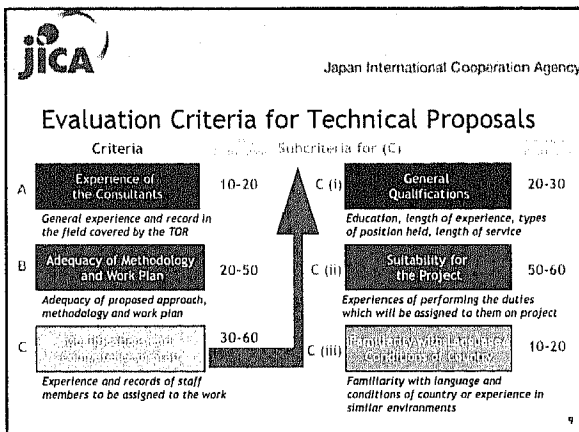 jICA
Japan International Cooperation Agency
Evaluation Criteria for Technical Proposals
Criteria
Subcriteria for (C)
A
Experience of
the Consultants
10-20
General experience and record in
the field covered by the TOR
B
Adequacy of Methodology
and Work Plan
20-50
Adequacy of proposed approach,
methodology and work plan
C
30-60
Experience and records of staff
members to be assigned to the work
C (i)
General
Qualifications
20-30
Education, length of experience, types
of position held, length of service
C (ii)
Suitability for
the Project
50-60
Experiences of performing the duties
which will be assigned to them on project
C (iii)
Familiarity with Language/
Conditions of Country
10-20
Familiarity with language and
conditions of country or experience in
similar environments
9